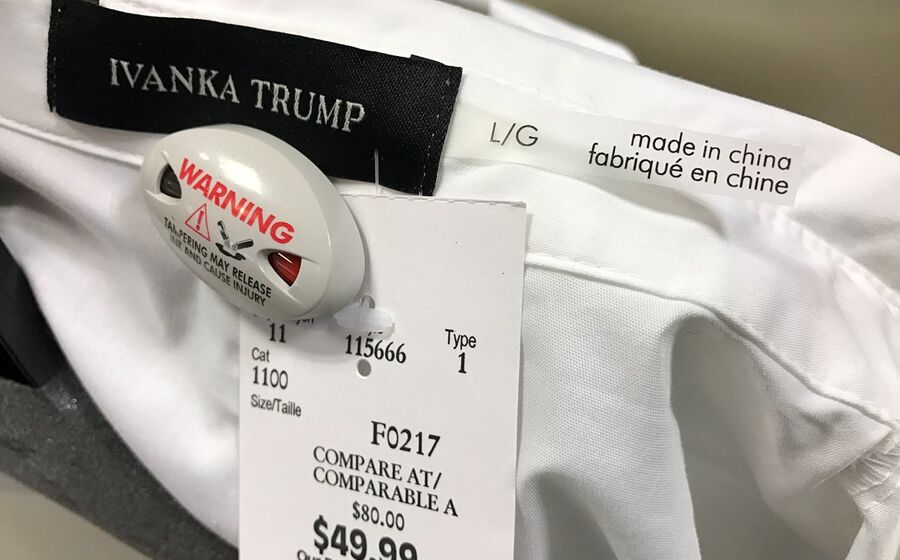 IVANKA TRUMP
L/G
made in china
fabriqué en chine
WARNING
TAMPERING MAY RELEASE
INK AND CAUSE INJURY
11
115666
Type
1
Cat
1100
Size/Taille
F0217
COMPARE AT/
COMPARABLE A
$80.00
$49.99